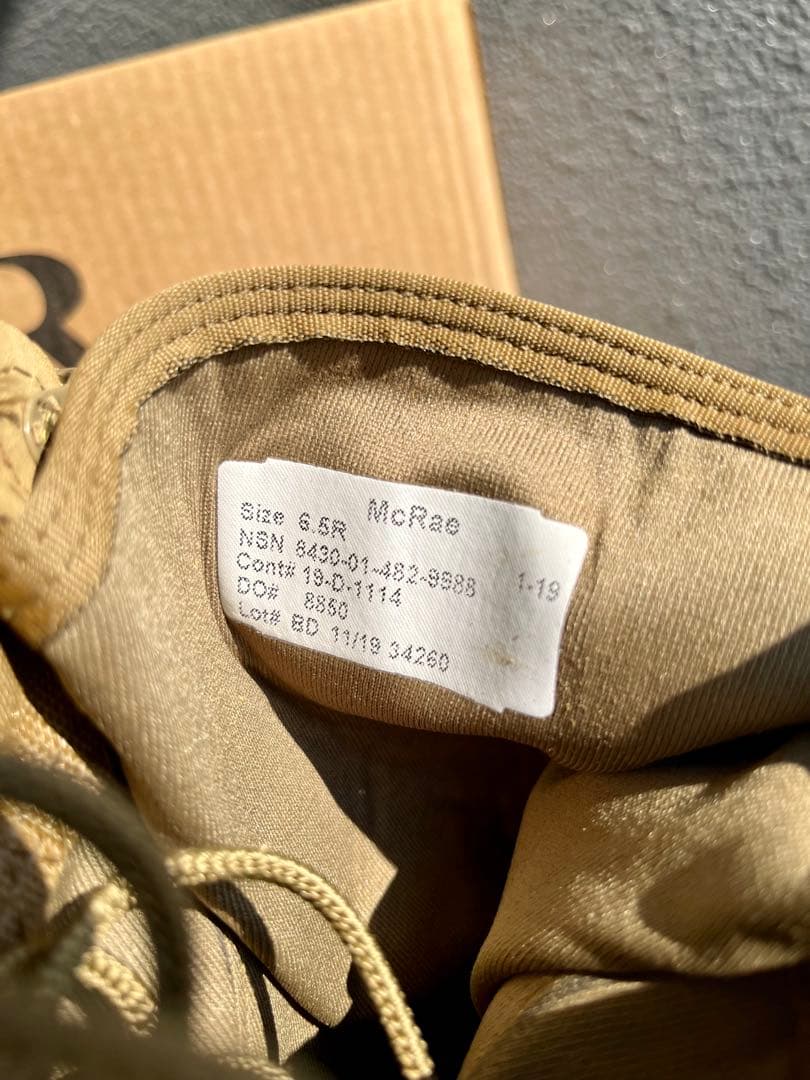 R
McRae
Size 6.5R
NSN 8430-01-482-9988 1-19
Cont# 19-D-1114
DO# 8850
Lot# BD 11/19 34260